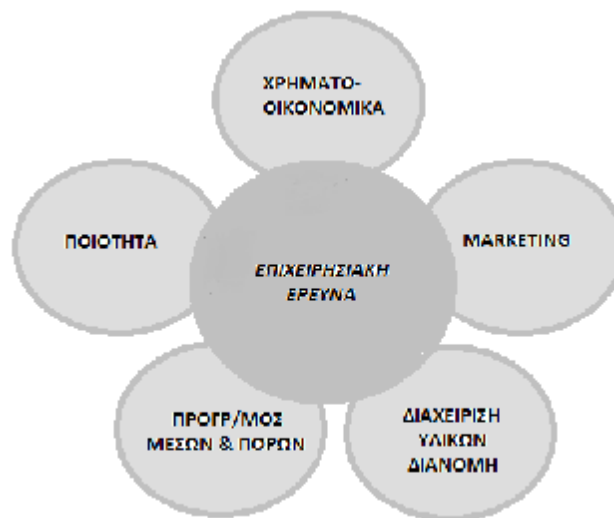 ΧΡΗΜΑΤΟ-
ΟΙΚΟΝΟΜΙΚΑ
ΠΟΙΟΤΗΤΑ
MARKETING
ΕΠΙΧΕΙΡΗΣΙΑΚΗ
ΕΡΕΥΝΑ
ΠΡΟΓΡ/ΜΟΣ
ΜΕΣΩΝ & ΠΟΡΩΝ
ΔΙΑΧΕΙΡΙΣΗ
ΥΛΙΚΩΝ
ΔΙΑΝΟΜΗ